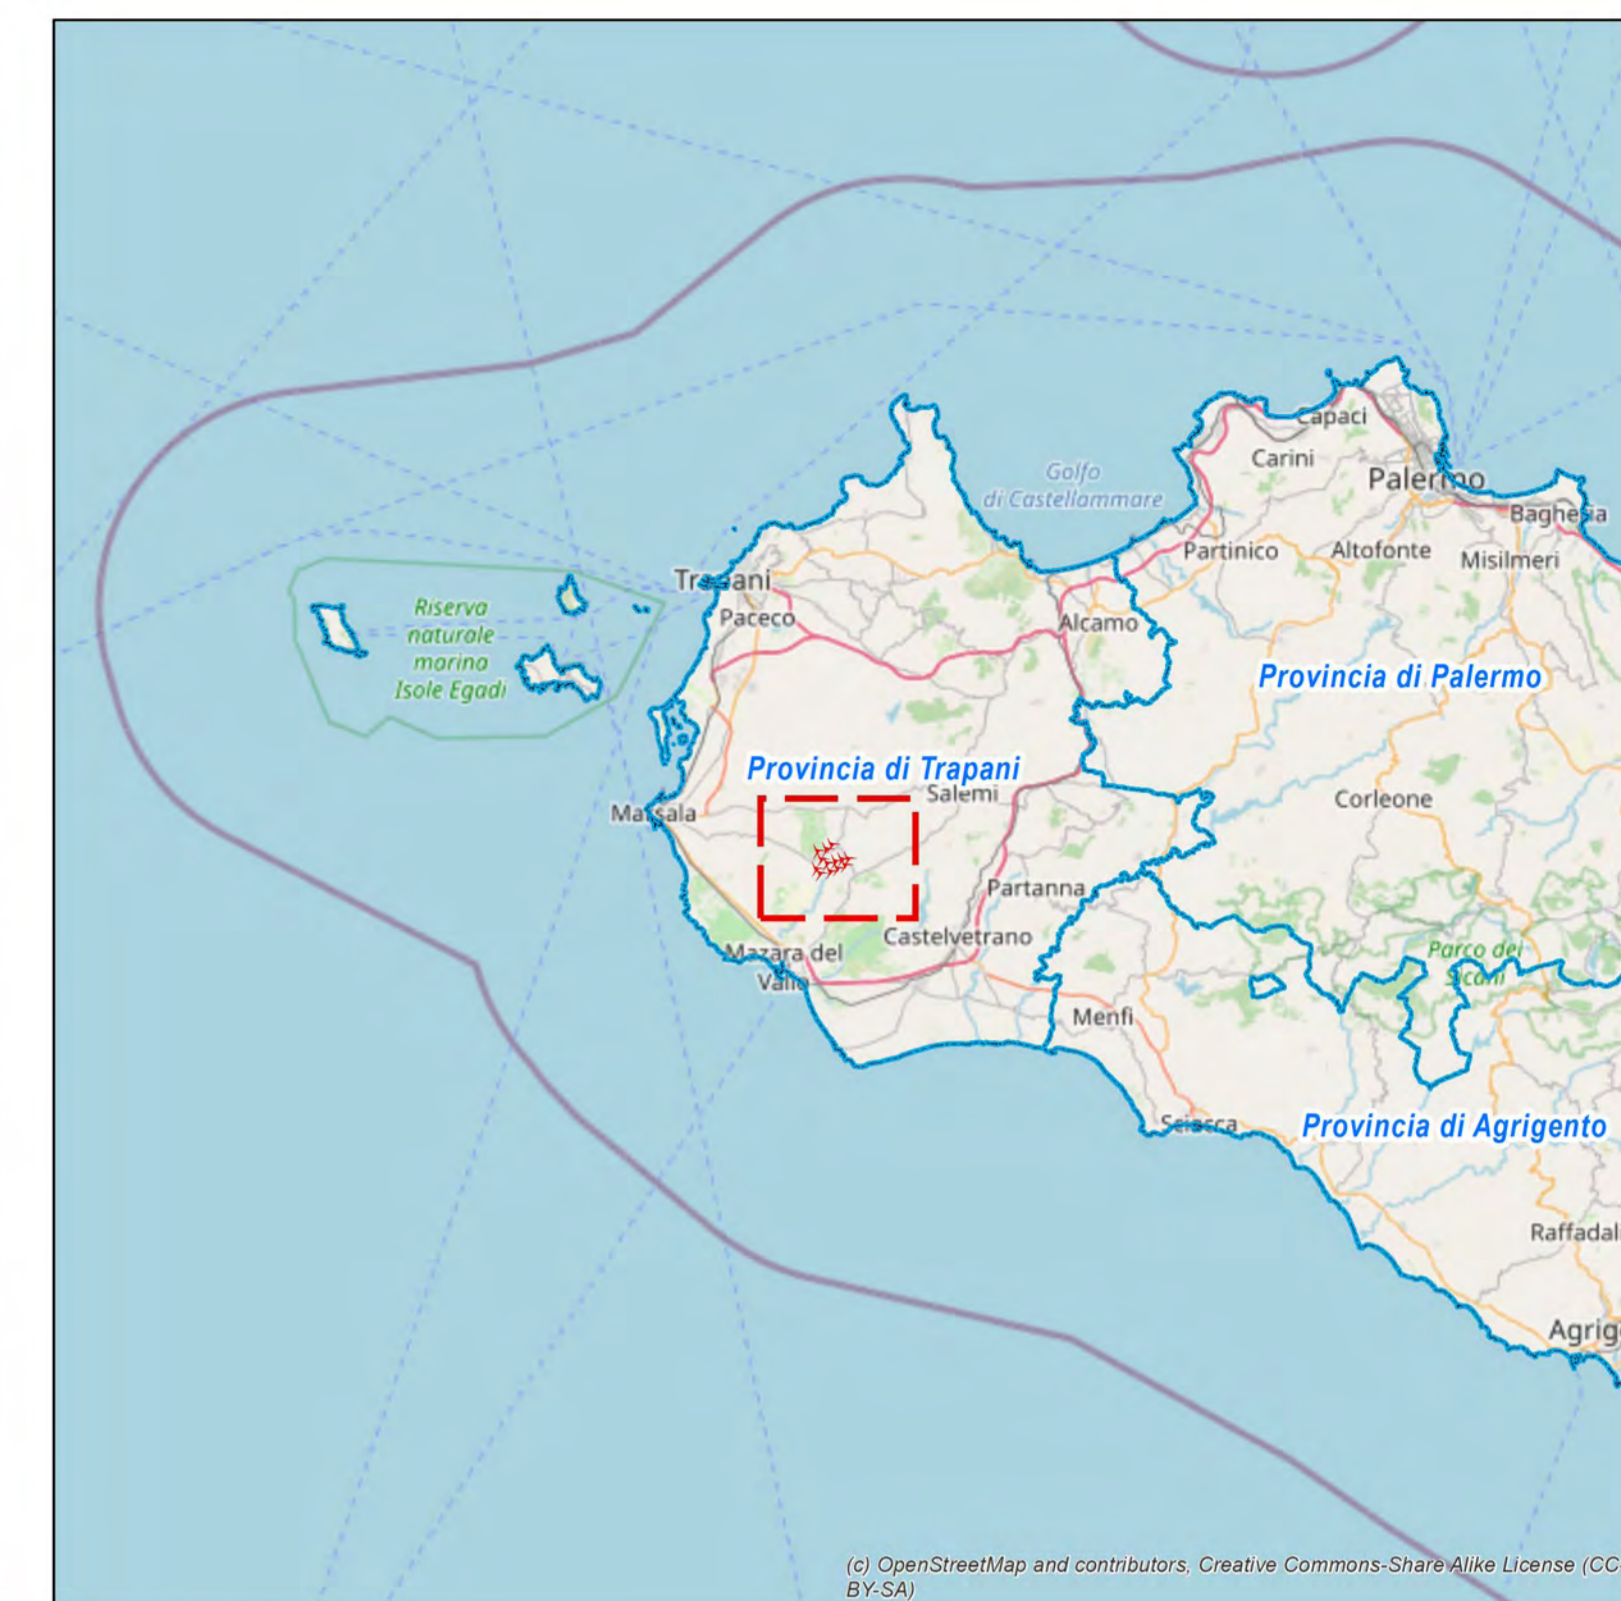 Capaci
Carini
Golfo
di Castellammare
Palermo
Bagheria
Partinico
Altofonte
Misilmeri
Trapani
Paceco
Alcamo
Riserva
naturale
marina
Isole Egadi
Provincia di Palermo
Provincia di Trapani
Salemi
Corleone
Marsala
Partanna
Castelvetrano
Mazara del
Vallo
Parco dei
Sicani
Menfi
Sciacca
Provincia di Agrigento
Raffadali
Agrig
(c) OpenStreetMap and contributors, Creative Commons-Share Alike License (CC-
BY-SA)